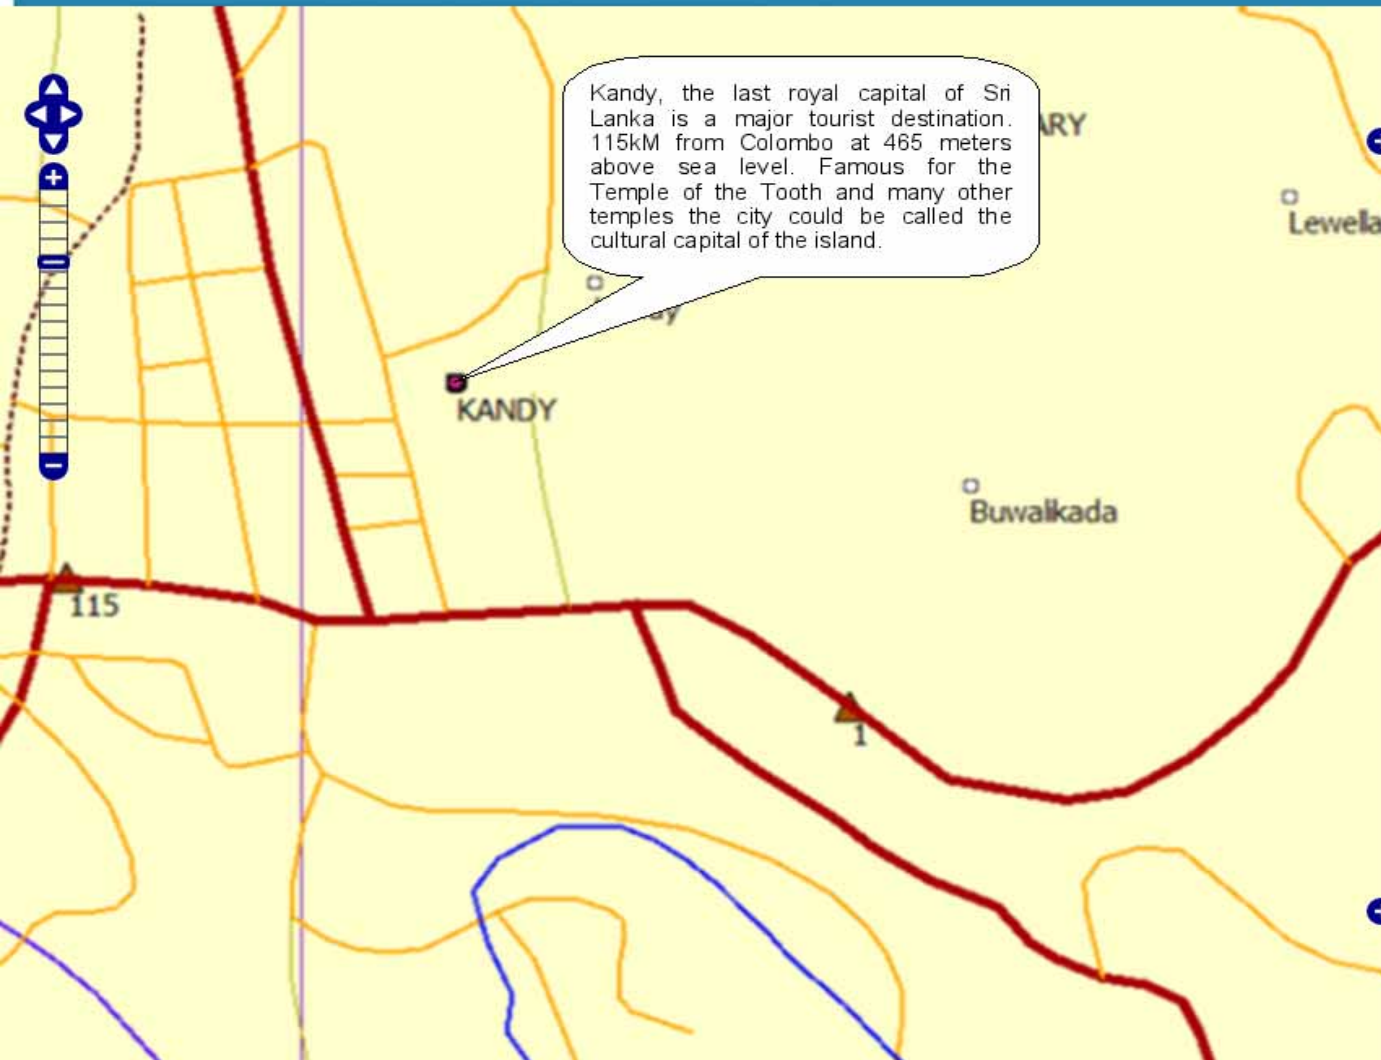 Kandy, the last royal capital of Sri
Lanka is a major tourist destination.
115kM from Colombo at 465 meters
above sea level. Famous for the
Temple of the Tooth and many other
temples the city could be called the
cultural capital of the island.
Lewella
KANDY
Buwalikada
115
1